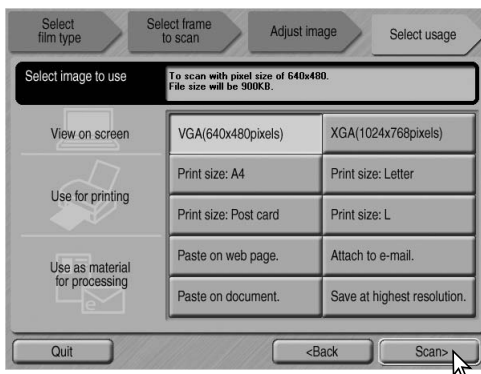 Select
film type
Select frame
to scan
Adjust image
Select usage
Select image to use
To scan with pixel size of 640x480.
File size will be 900KB.
View on screen
VGA(640x480pixels)
XGA(1024x768pixels)
Use for printing
Print size: A4
Print size: Letter
Print size: Post card
Print size: L
Use as material
for processing
Paste on web page.
Attach to e-mail.
Paste on document.
Save at highest resolution.
Quit
<Back
Scan>